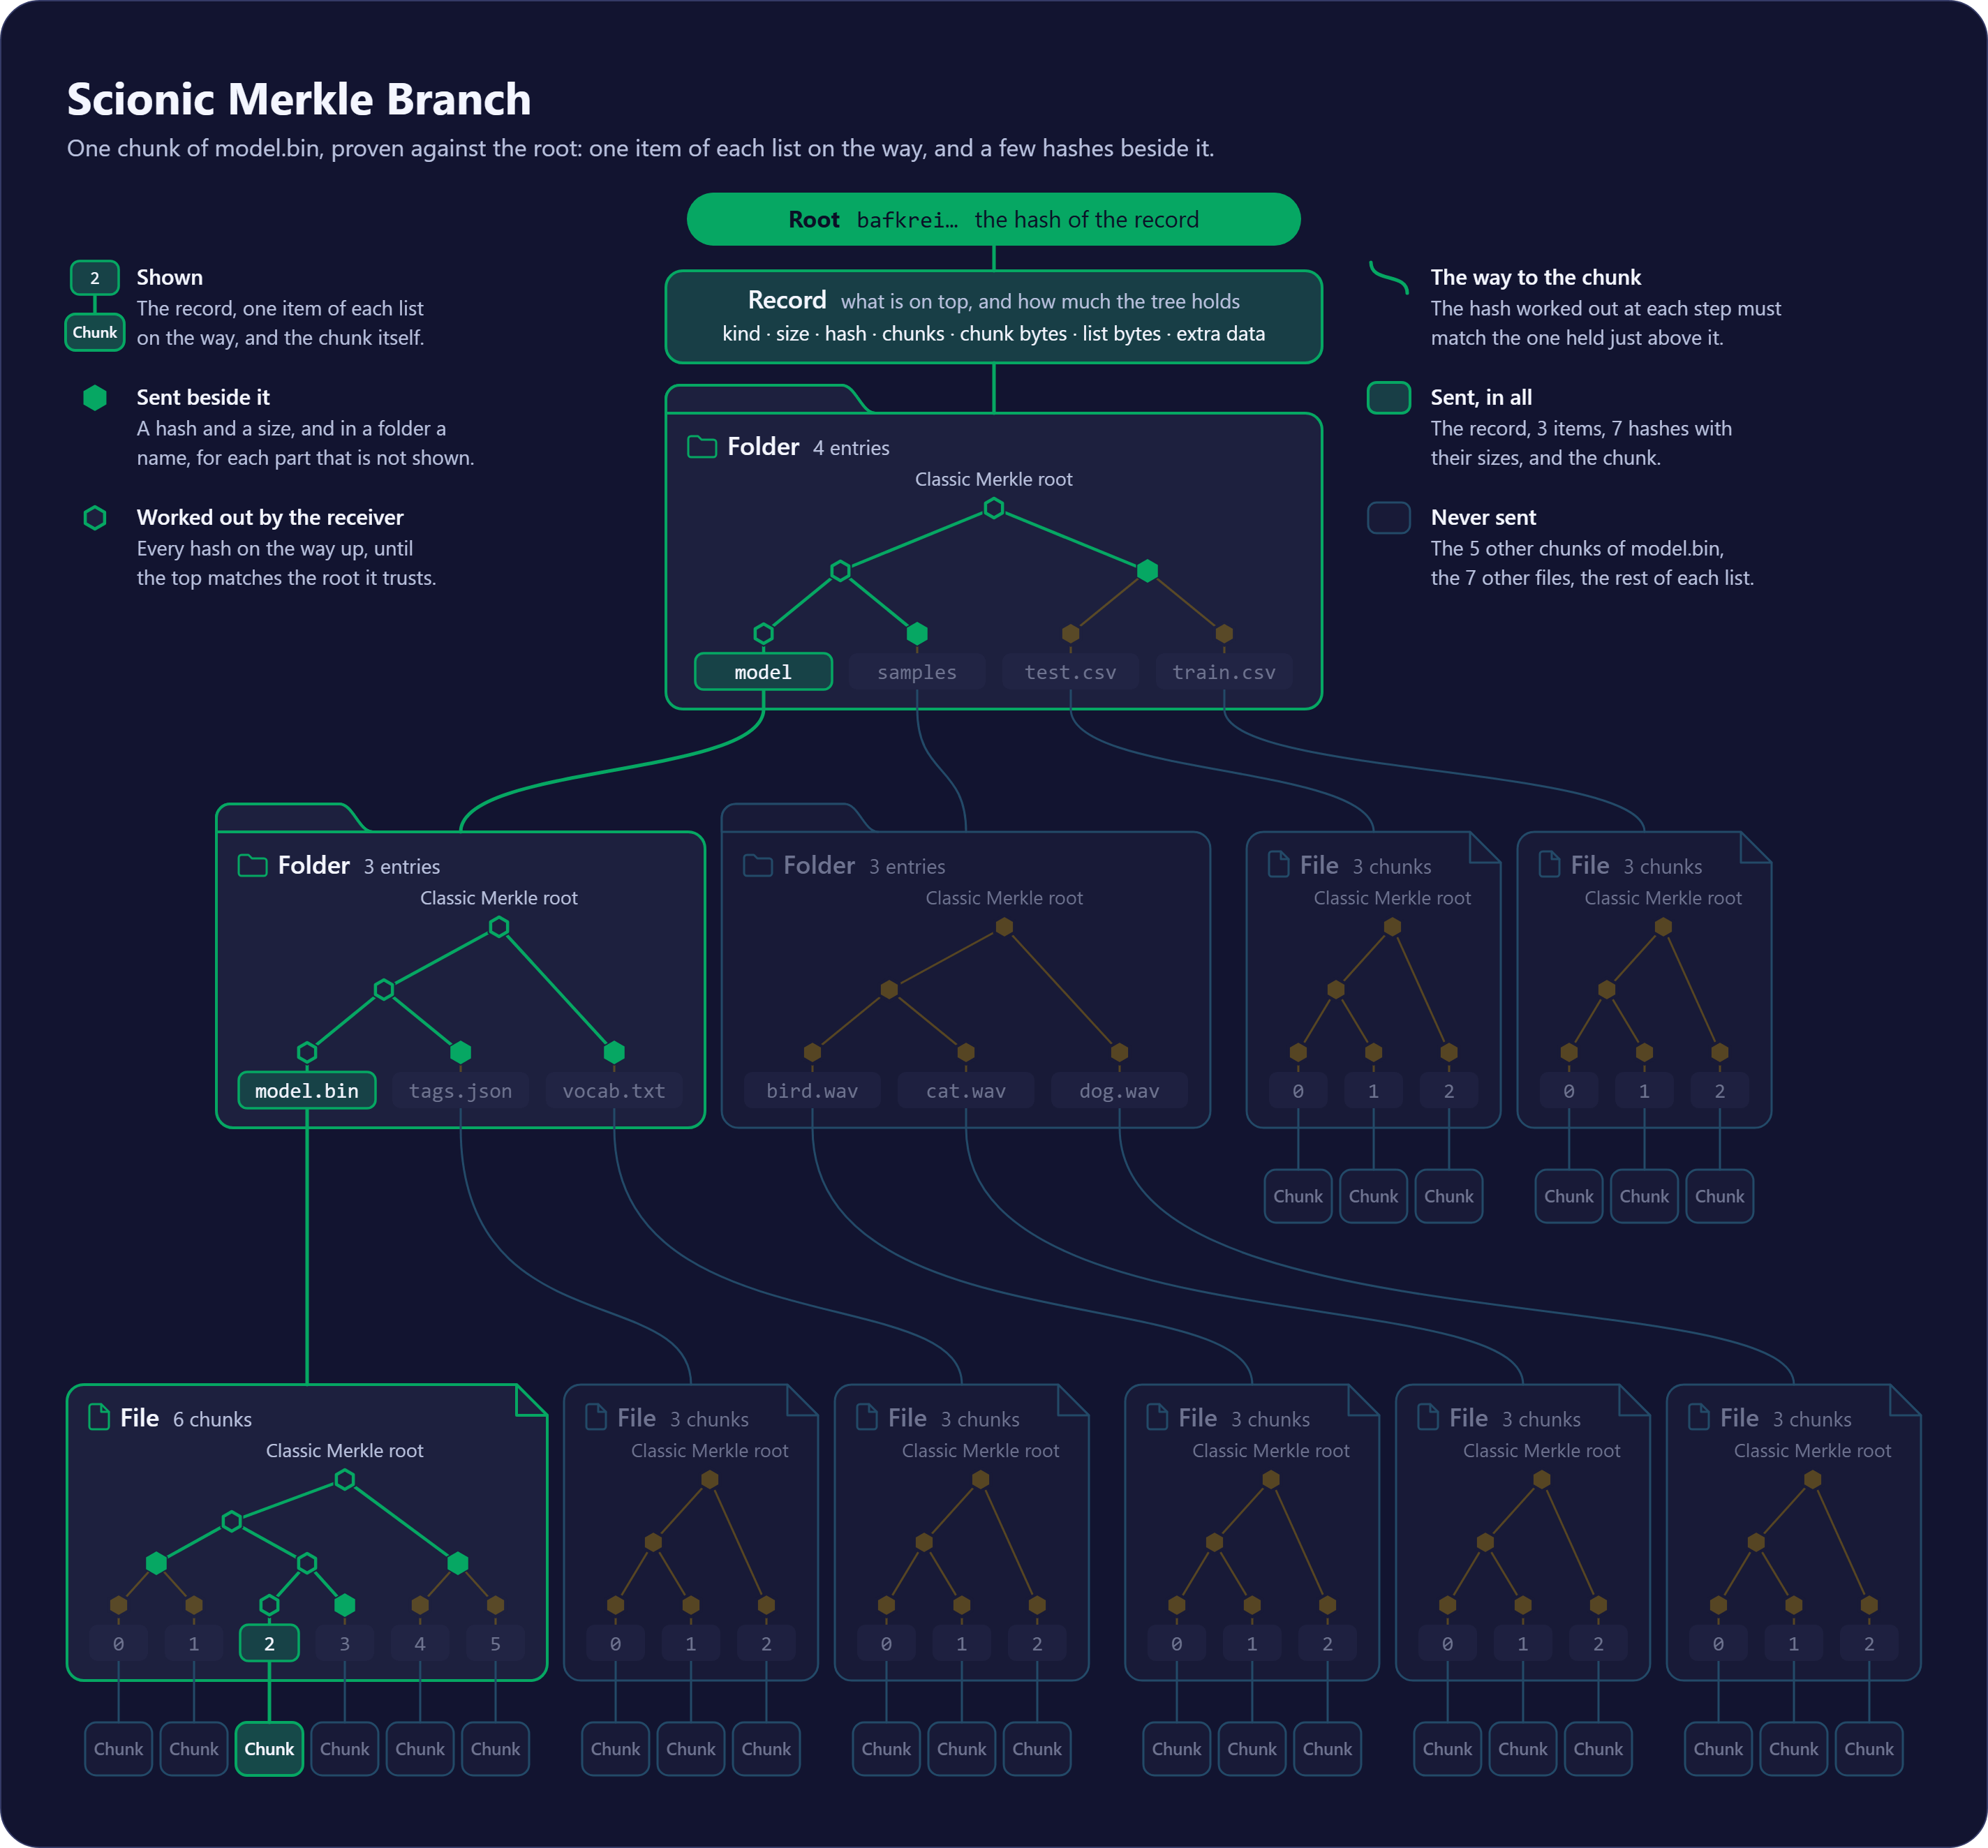 Scionic Merkle Branch
One chunk of model.bin, proven against the root: one item of each list on the way, and a few hashes beside it.
Root bafkrei… the hash of the record
Record what is on top, and how much the tree holds
kind · size · hash · chunks · chunk bytes · list bytes · extra data
2
Chunk
Shown
The record, one item of each list
on the way, and the chunk itself.
Sent beside it
A hash and a size, and in a folder a
name, for each part that is not shown.
Worked out by the receiver
Every hash on the way up, until
the top matches the root it trusts.
The way to the chunk
The hash worked out at each step must
match the one held just above it.
Sent, in all
The record, 3 items, 7 hashes with
their sizes, and the chunk.
Never sent
The 5 other chunks of model.bin,
the 7 other files, the rest of each list.
Folder 4 entries
Classic Merkle root
model samples test.csv train.csv
Folder 3 entries
Classic Merkle root
model.bin tags.json vocab.txt
Folder 3 entries
Classic Merkle root
bird.wav cat.wav dog.wav
File 3 chunks
Classic Merkle root
0 1 2
Chunk Chunk Chunk
File 3 chunks
Classic Merkle root
0 1 2
Chunk Chunk Chunk
File 6 chunks
Classic Merkle root
0 1 2 3 4 5
Chunk Chunk Chunk Chunk Chunk Chunk
File 3 chunks
Classic Merkle root
0 1 2
Chunk Chunk Chunk
File 3 chunks
Classic Merkle root
0 1 2
Chunk Chunk Chunk
File 3 chunks
Classic Merkle root
0 1 2
Chunk Chunk Chunk
File 3 chunks
Classic Merkle root
0 1 2
Chunk Chunk Chunk
File 3 chunks
Classic Merkle root
0 1 2
Chunk Chunk Chunk